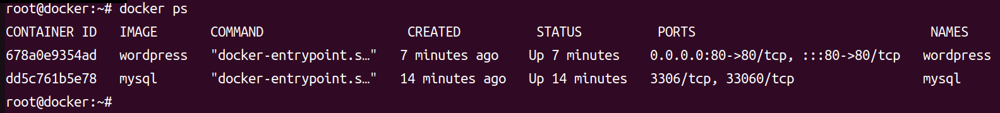 root@docker:~# docker ps
CONTAINER ID   IMAGE       COMMAND                   CREATED          STATUS          PORTS                               NAMES
678a0e9354ad   wordpress   "docker-entrypoint.s…"   7 minutes ago    Up 7 minutes    0.0.0.0:80->80/tcp, :::80->80/tcp   wordpress
dd5c761b5e78   mysql       "docker-entrypoint.s…"   14 minutes ago   Up 14 minutes   3306/tcp, 33060/tcp                 mysql
root@docker:~#